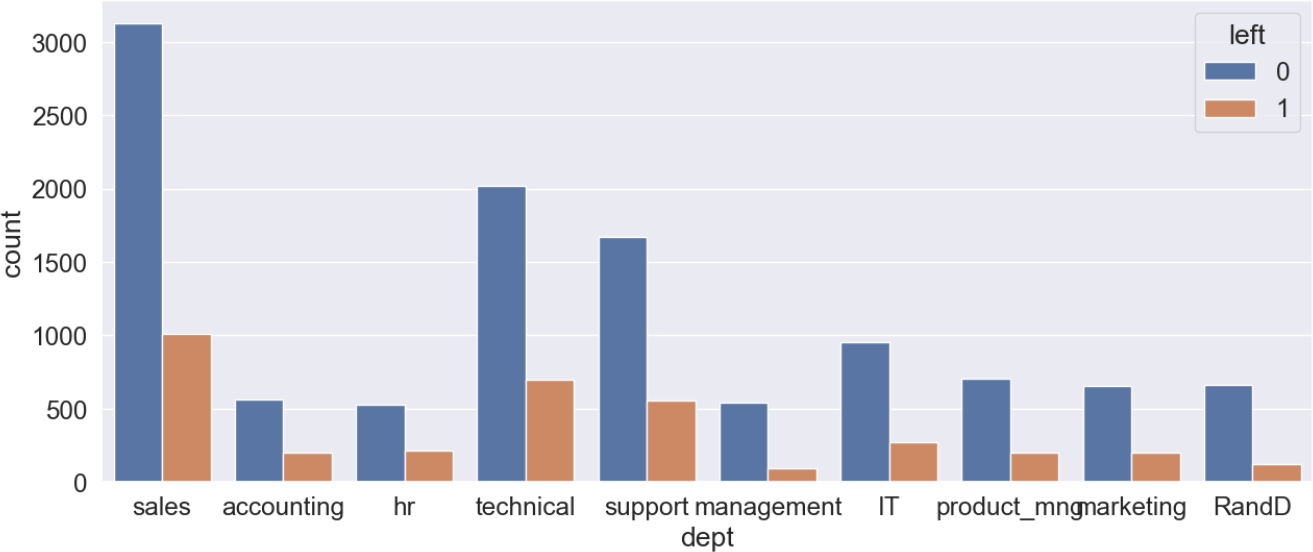 3000
2500
2000
1500
1000
500
0
count
left
0
1
sales accounting hr technical support management IT product_mng marketing RandD
dept